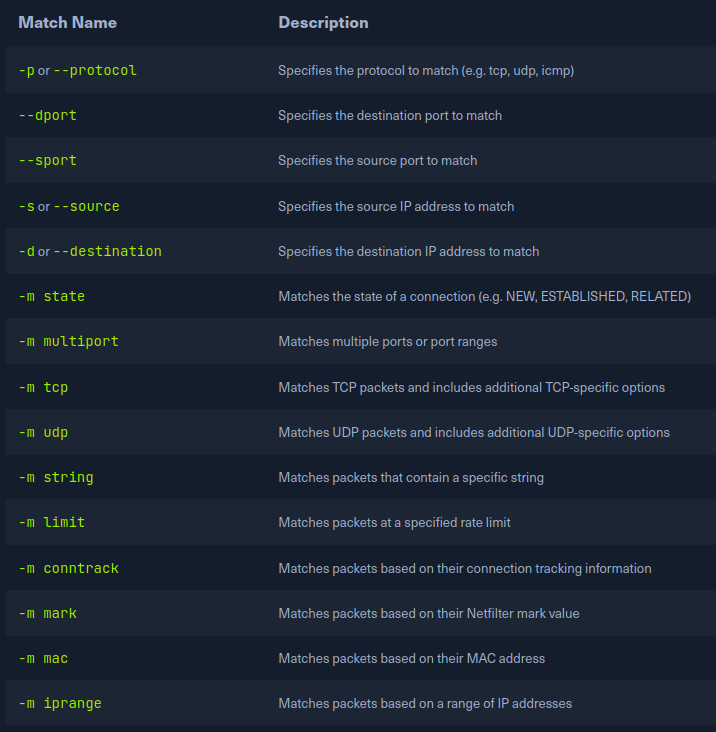 Match Name Description
-p or --protocol Specifies the protocol to match (e.g. tcp, udp, icmp)
--dport Specifies the destination port to match
--sport Specifies the source port to match
-s or --source Specifies the source IP address to match
-d or --destination Specifies the destination IP address to match
-m state Matches the state of a connection (e.g. NEW, ESTABLISHED, RELATED)
-m multiport Matches multiple ports or port ranges
-m tcp Matches TCP packets and includes additional TCP-specific options
-m udp Matches UDP packets and includes additional UDP-specific options
-m string Matches packets that contain a specific string
-m limit Matches packets at a specified rate limit
-m conntrack Matches packets based on their connection tracking information
-m mark Matches packets based on their Netfilter mark value
-m mac Matches packets based on their MAC address
-m iprange Matches packets based on a range of IP addresses